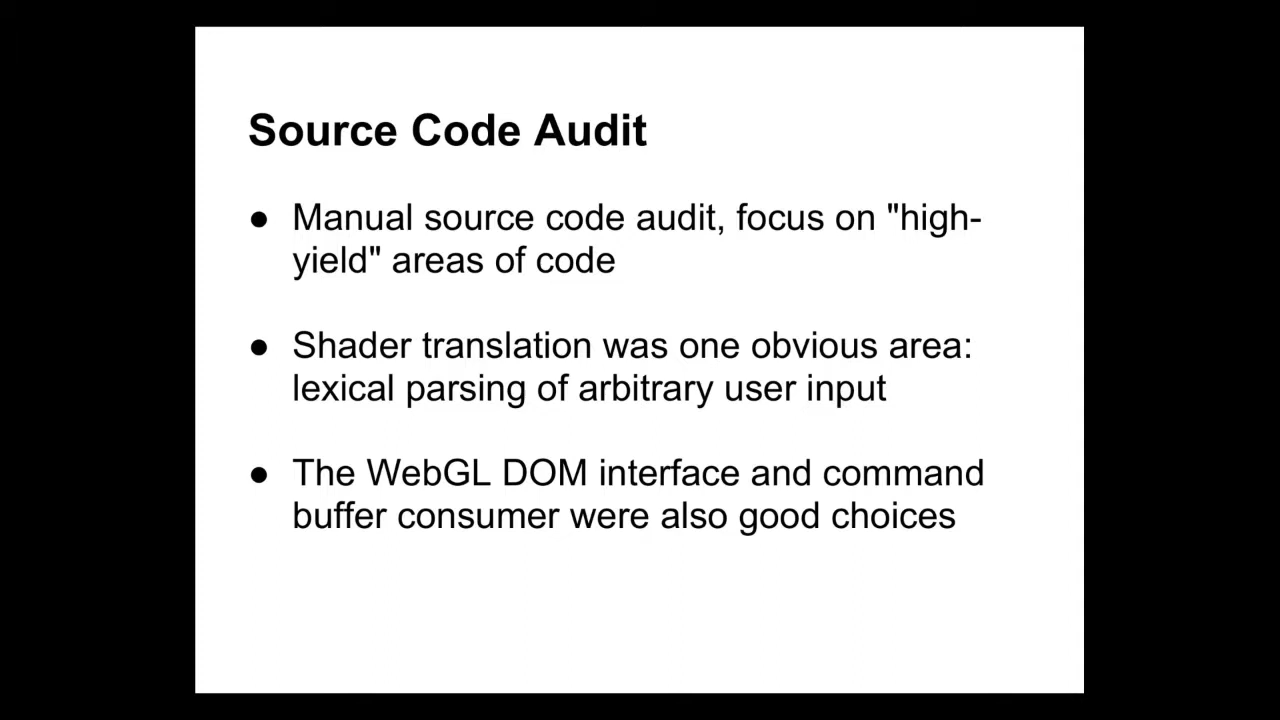 Source Code Audit
● Manual source code audit, focus on "high-
yield" areas of code
● Shader translation was one obvious area:
lexical parsing of arbitrary user input
● The WebGL DOM interface and command
buffer consumer were also good choices